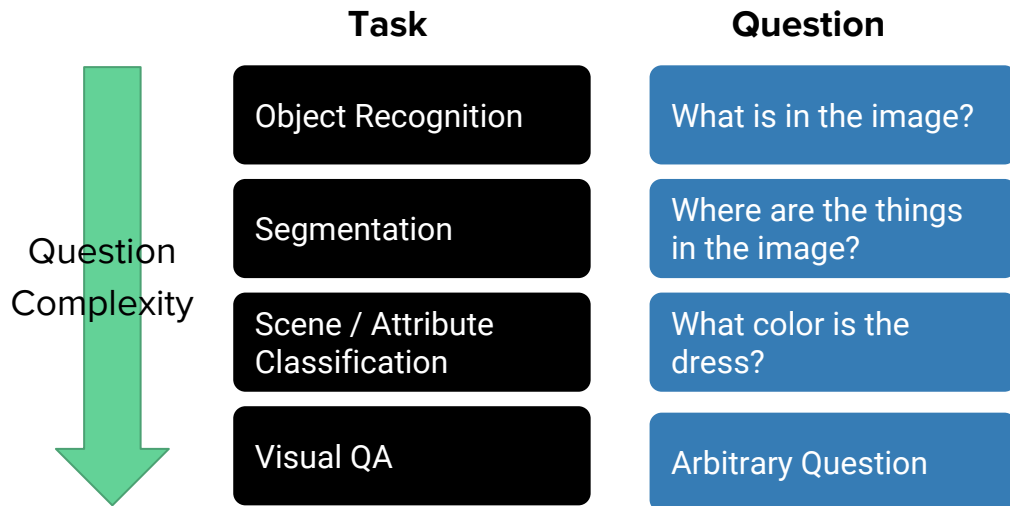 Task
Question
Object Recognition
What is in the image?
Segmentation
Where are the things
in the image?
Question
Complexity
Scene / Attribute
Classification
What color is the
dress?
Visual QA
Arbitrary Question